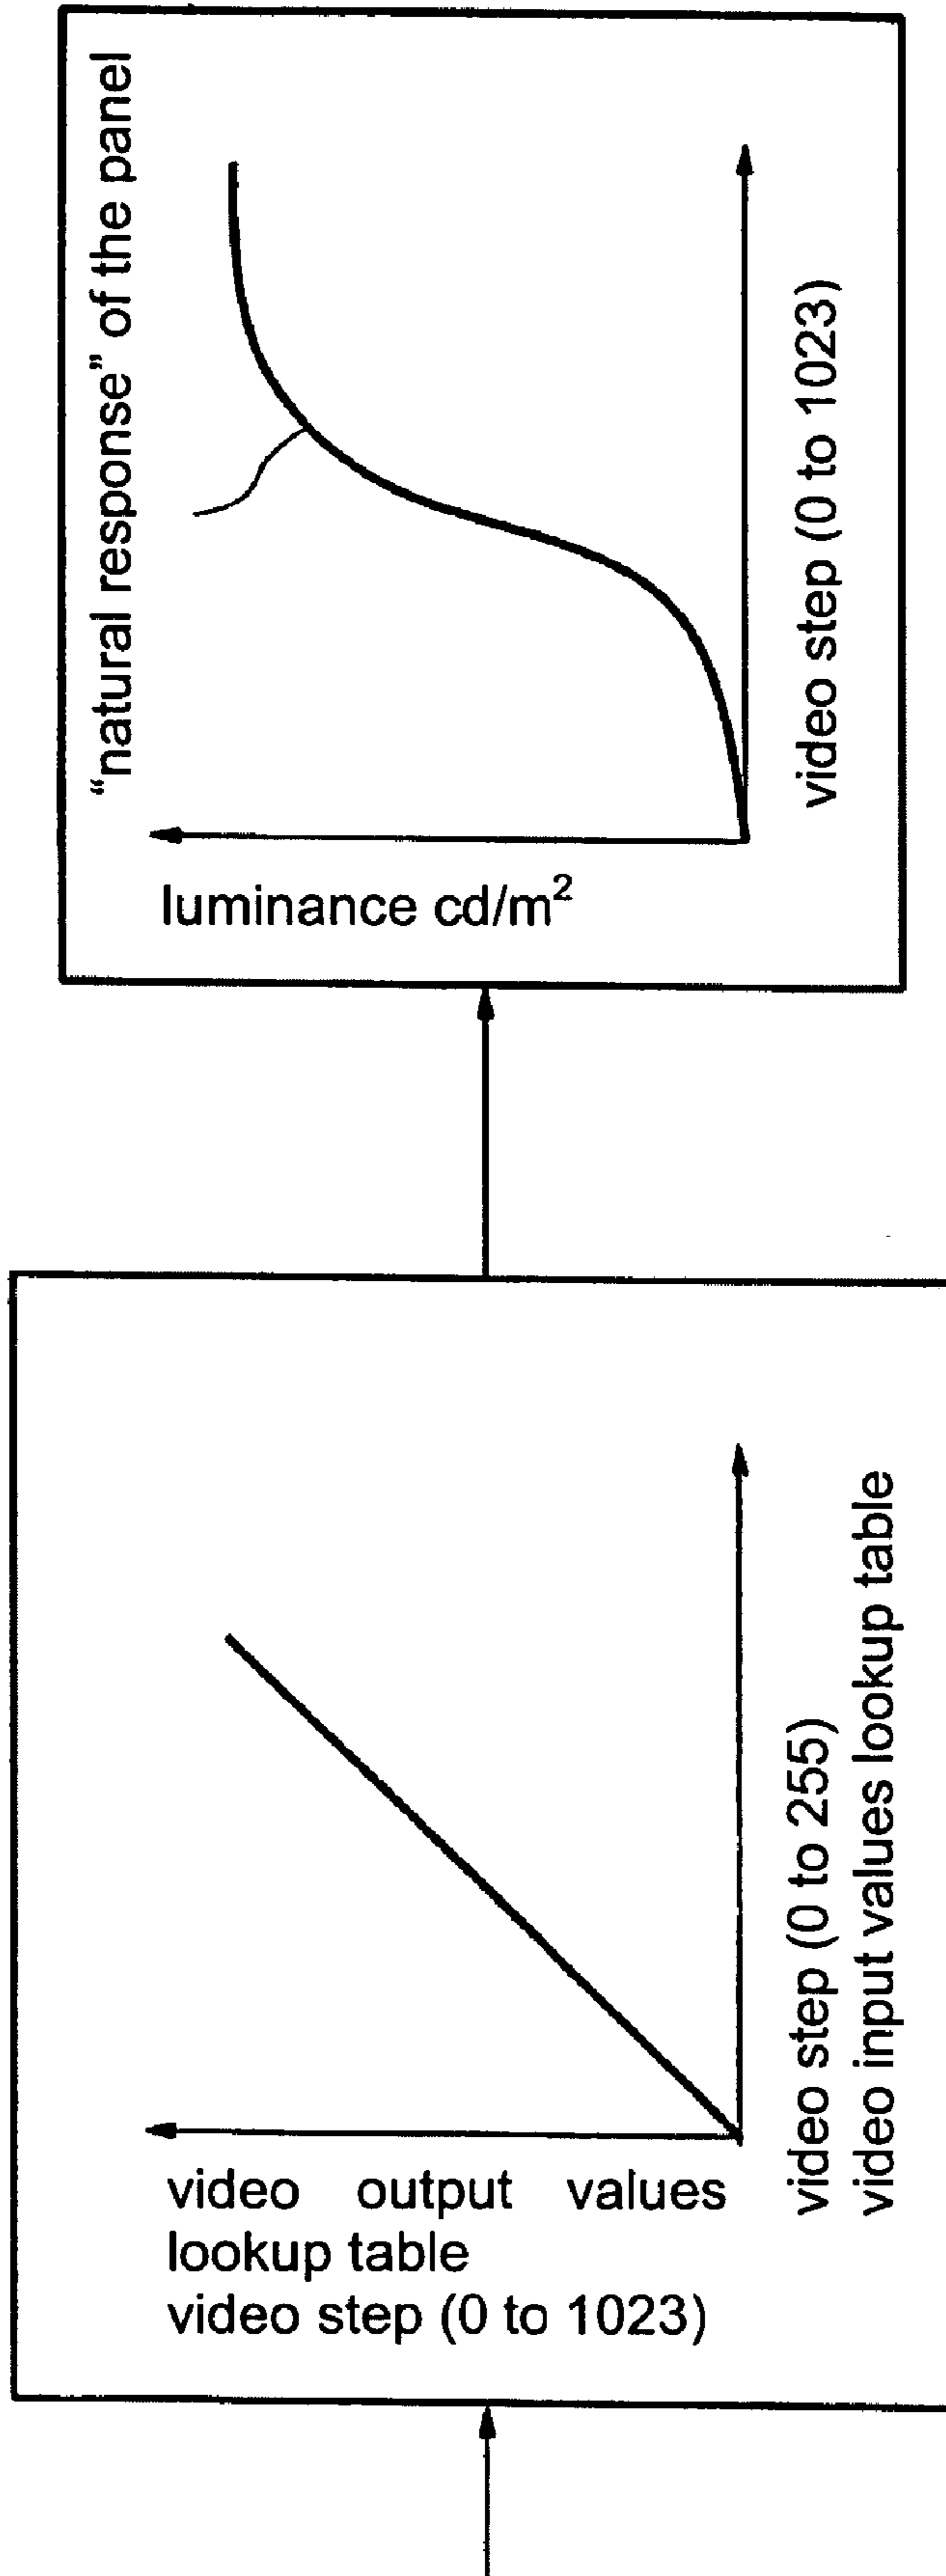 video output values
lookup table
video step (0 to 1023)
video step (0 to 255)
video input values lookup table
“natural response” of the panel
luminance cd/m²
video step (0 to 1023)